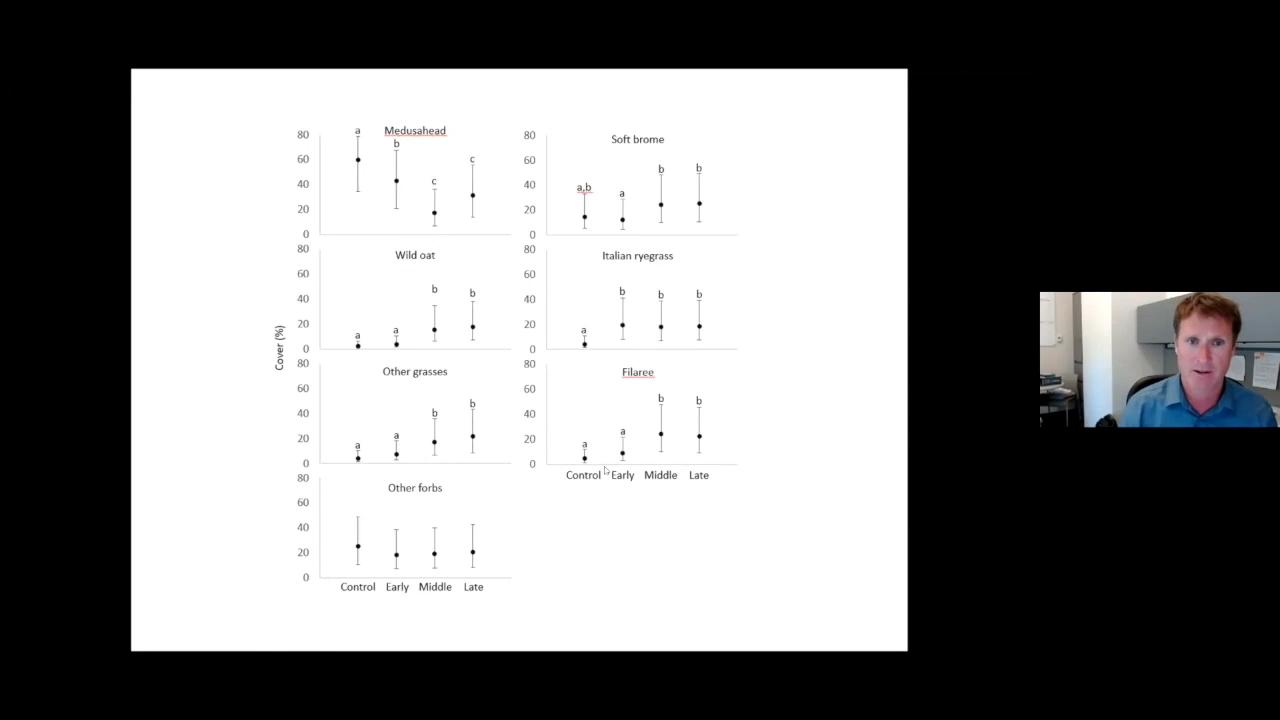 Cover (%)
Medusahead
80
60
40
20
0
a
b
c
c
Soft brome
80
60
40
20
0
a,b
a
b
b
Wild oat
80
60
40
20
0
a
a
b
b
Italian ryegrass
80
60
40
20
0
a
b
b
b
Other grasses
80
60
40
20
0
a
a
b
b
Filaree
80
60
40
20
0
a
a
b
b
Control Early Middle Late
Other forbs
80
60
40
20
0
Control Early Middle Late